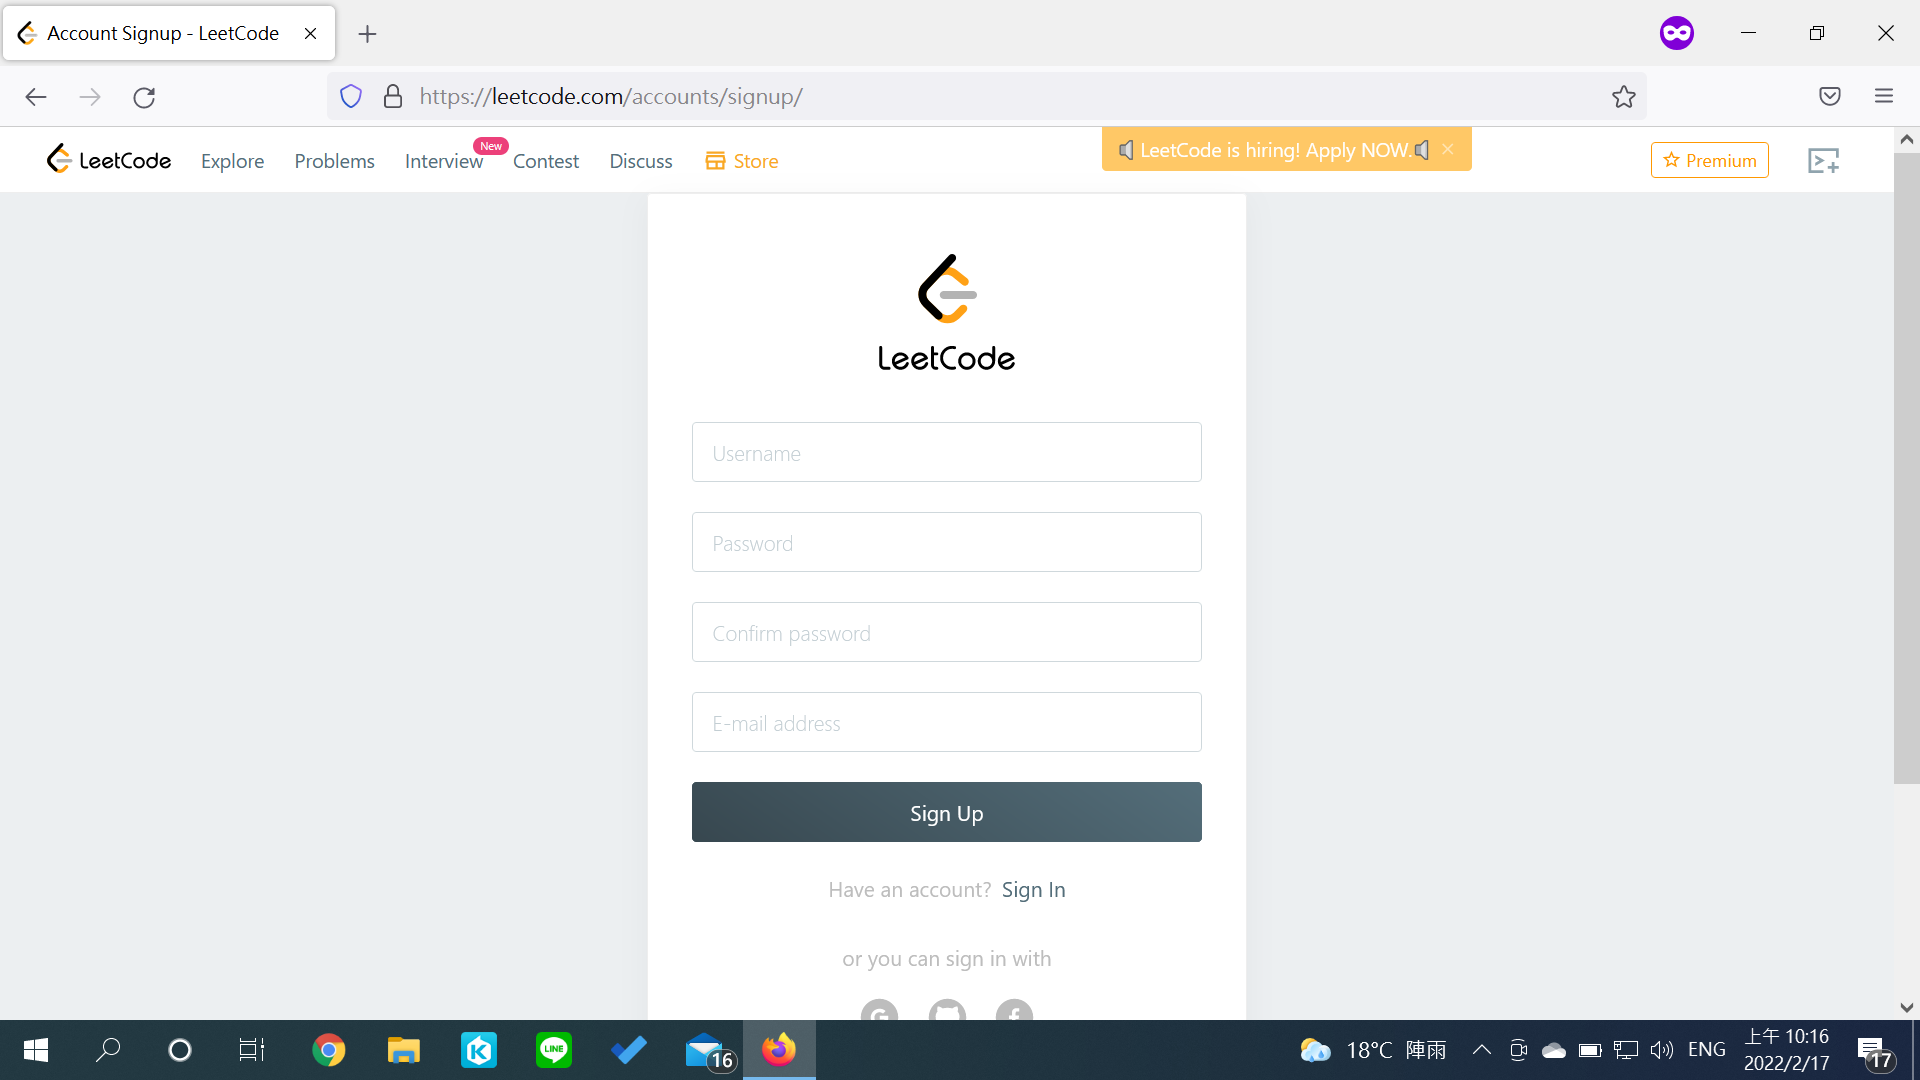 Account Signup - LeetCode
https://leetcode.com/accounts/signup/
LeetCode Explore Problems Interview New Contest Discuss Store LeetCode is hiring! Apply NOW. Premium
LeetCode
Username
Password
Confirm password
E-mail address
Sign Up
Have an account? Sign In
or you can sign in with
LINE 16 18°C 陣雨 ENG 上午 10:16
2022/2/17 17